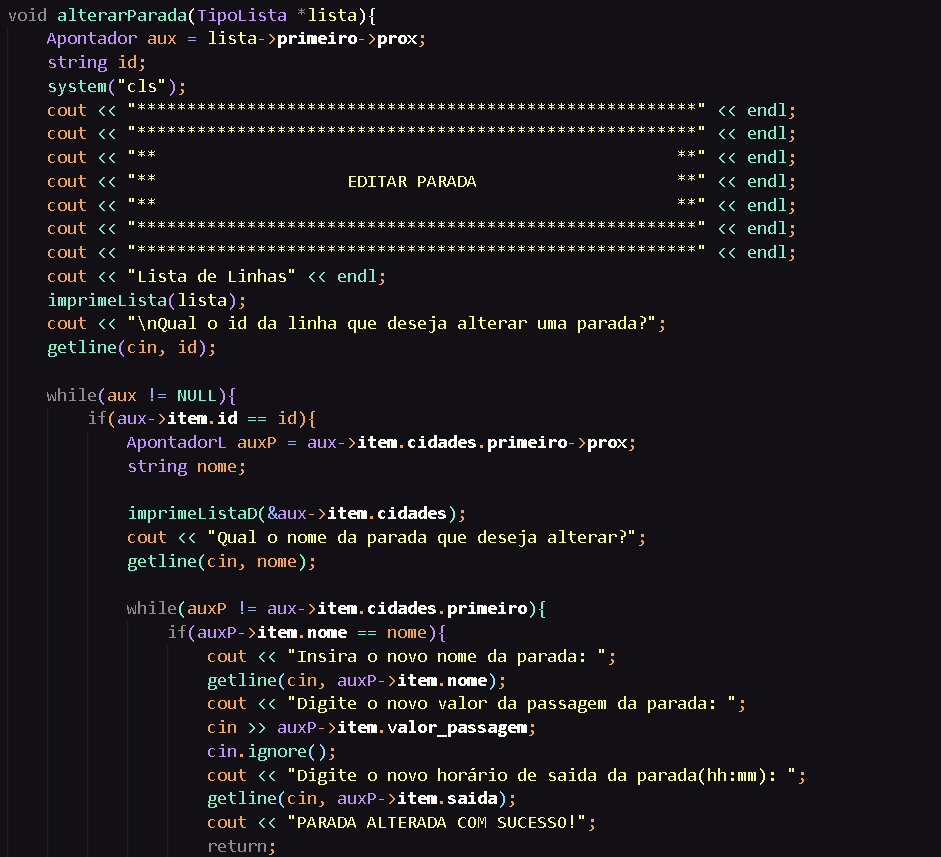 void alterarParada(TipoLista *lista){
    Apontador aux = lista->primeiro->prox;
    string id;
    system("cls");
    cout << "********************************************************" << endl;
    cout << "********************************************************" << endl;
    cout << "**                                                    **" << endl;
    cout << "**                   EDITAR PARADA                    **" << endl;
    cout << "**                                                    **" << endl;
    cout << "********************************************************" << endl;
    cout << "********************************************************" << endl;
    cout << "Lista de Linhas" << endl;
    imprimeLista(lista);
    cout << "\nQual o id da linha que deseja alterar uma parada?";
    getline(cin, id);

    while(aux != NULL){
        if(aux->item.id == id){
            ApontadorL auxP = aux->item.cidades.primeiro->prox;
            string nome;

            imprimeListaD(&aux->item.cidades);
            cout << "Qual o nome da parada que deseja alterar?";
            getline(cin, nome);

            while(auxP != aux->item.cidades.primeiro){
                if(auxP->item.nome == nome){
                    cout << "Insira o novo nome da parada: ";
                    getline(cin, auxP->item.nome);
                    cout << "Digite o novo valor da passagem da parada: ";
                    cin >> auxP->item.valor_passagem;
                    cin.ignore();
                    cout << "Digite o novo horário de saida da parada(hh:mm): ";
                    getline(cin, auxP->item.saida);
                    cout << "PARADA ALTERADA COM SUCESSO!";
                    return;